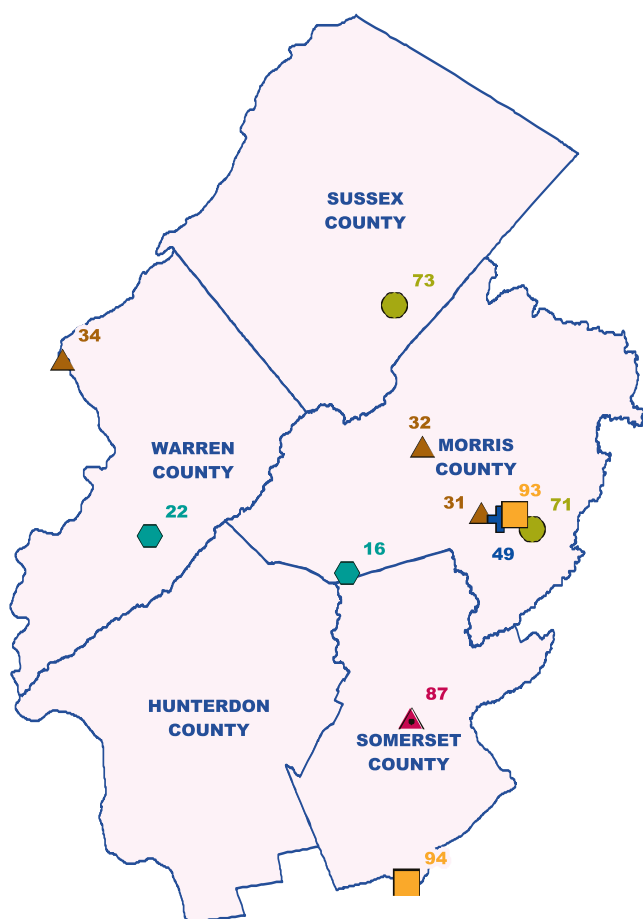 SUSSEX
COUNTY
73
34
32
MORRIS
COUNTY
WARREN
COUNTY
93
31
71
22
16
49
87
HUNTERDON
COUNTY
SOMERSET
COUNTY
94